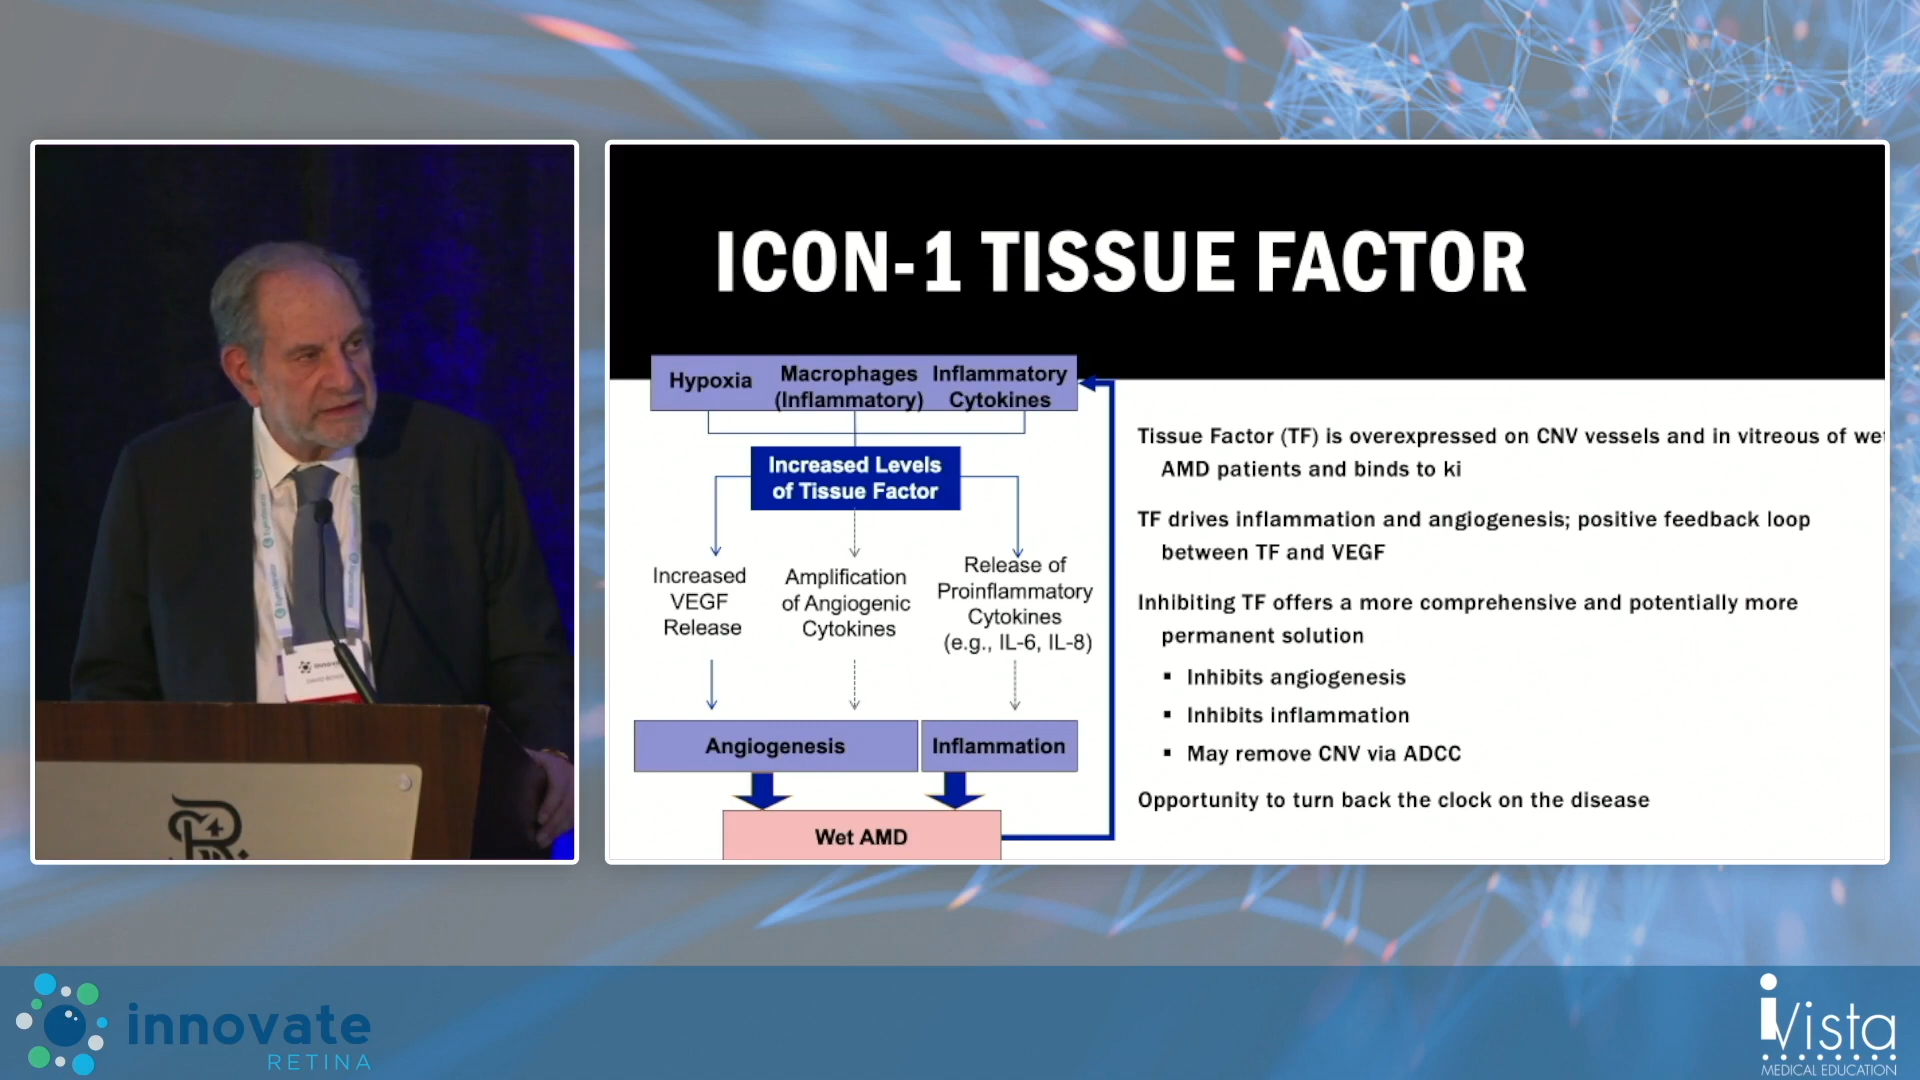 ICON-1 TISSUE FACTOR
Hypoxia
Macrophages
(Inflammatory)
Inflammatory
Cytokines
Increased Levels
of Tissue Factor
Increased
VEGF
Release
Amplification
of Angiogenic
Cytokines
Release of
Proinflammatory
Cytokines
(e.g., IL-6, IL-8)
Angiogenesis
Inflammation
Wet AMD
Tissue Factor (TF) is overexpressed on CNV vessels and in vitreous of wet
AMD patients and binds to ki
TF drives inflammation and angiogenesis; positive feedback loop
between TF and VEGF
Inhibiting TF offers a more comprehensive and potentially more
permanent solution
▪ Inhibits angiogenesis
▪ Inhibits inflammation
▪ May remove CNV via ADCC
Opportunity to turn back the clock on the disease
innovate
innovate
RETINA
iVista
MEDICAL EDUCATION